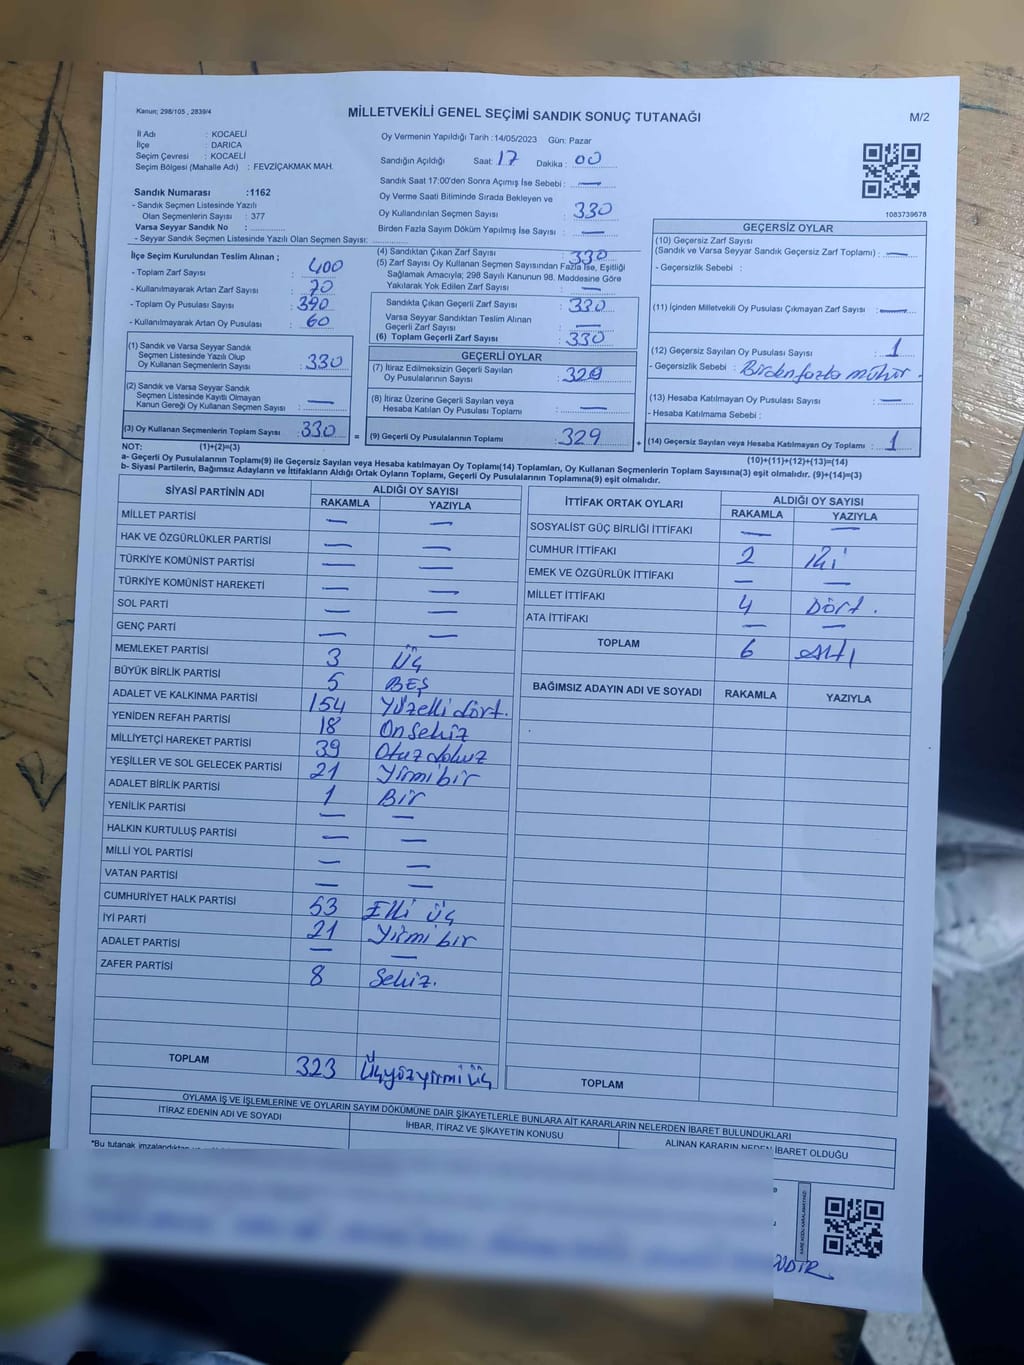 Kanun; 298/105 , 2839/4
MİLLETVEKİLİ GENEL SEÇİMİ SANDIK SONUÇ TUTANAĞI
M/2
İl Adı : KOCAELİ
İlçe : DARICA
Seçim Çevresi : KOCAELİ
Seçim Bölgesi (Mahalle Adı) : FEVZİÇAKMAK MAH.
Sandık Numarası :1162
- Sandık Seçmen Listesinde Yazılı
Olan Seçmenlerin Sayısı : 377
Varsa Seyyar Sandık No :
- Seyyar Sandık Seçmen Listesinde Yazılı Olan Seçmen Sayısı:
Oy Vermenin Yapıldığı Tarih :14/05/2023 Gün: Pazar
Sandığın Açıldığı Saat: 17 Dakika : 00
Sandık Saat 17:00'den Sonra Açımış İse Sebebi : —
Oy Verme Saati Bitiminde Sırada Bekleyen ve
Oy Kullandırılan Seçmen Sayısı : 330
Birden Fazla Sayım Döküm Yapılmış İse Sayısı : —
1083739678
İlçe Seçim Kurulundan Teslim Alınan ;
- Toplam Zarf Sayısı : 400
- Kullanılmayarak Artan Zarf Sayısı : 70
- Toplam Oy Pusulası Sayısı : 390
- Kullanılmayarak Artan Oy Pusulası : 60
(4) Sandıktan Çıkan Zarf Sayısı : 330
(5) Zarf Sayısı Oy Kullanan Seçmen Sayısından Fazla İse, Eşitliği
Sağlamak Amacıyla; 298 Sayılı Kanunun 98. Maddesine Göre
Yakılarak Yok Edilen Zarf Sayısı : —
Sandıkta Çıkan Geçerli Zarf Sayısı : 330
Varsa Seyyar Sandıktan Teslim Alınan
Geçerli Zarf Sayısı : —
(6) Toplam Geçerli Zarf Sayısı : 330
(1) Sandık ve Varsa Seyyar Sandık
Seçmen Listesinde Yazılı Olup
Oy Kullanan Seçmenlerin Sayısı : 330
(2) Sandık ve Varsa Seyyar Sandık
Seçmen Listesinde Kayıtlı Olmayan
Kanun Gereği Oy Kullanan Seçmen Sayısı : —
(3) Oy Kullanan Seçmenlerin Toplam Sayısı : 330
(1)+(2)=(3)
GEÇERLİ OYLAR
(7) İtiraz Edilmeksizin Geçerli Sayılan
Oy Pusulalarının Sayısı : 329
(8) İtiraz Üzerine Geçerli Sayılan veya
Hesaba Katılan Oy Pusulası Toplamı : —
= (9) Geçerli Oy Pusulalarının Toplamı :329 +
GEÇERSİZ OYLAR
(10) Geçersiz Zarf Sayısı
(Sandık ve Varsa Seyyar Sandık Geçersiz Zarf Toplamı) : —
- Geçersizlik Sebebi :
(11) İçinden Milletvekili Oy Pusulası Çıkmayan Zarf Sayısı : —
(12) Geçersiz Sayılan Oy Pusulası Sayısı : 1
- Geçersizlik Sebebi : Birden fazla mühür.
(13) Hesaba Katılmayan Oy Pusulası Sayısı : —
- Hesaba Katılmama Sebebi :
(14) Geçersiz Sayılan veya Hesaba Katılmayan Oy Toplamı : 1
(10)+(11)+(12)+(13)=(14)
NOT:
a- Geçerli Oy Pusulalarının Toplamı(9) ile Geçersiz Sayılan veya Hesaba katılmayan Oy Toplamı(14) Toplamları, Oy Kullanan Seçmenlerin Toplam Sayısına(3) eşit olmalıdır. (9)+(14)=(3)
b- Siyasi Partilerin, Bağımsız Adayların ve İttifakların Aldığı Ortak Oyların Toplamı, Geçerli Oy Pusulalarının Toplamına(9) eşit olmalıdır.
SİYASİ PARTİNİN ADI ALDIĞI OY SAYISI
RAKAMLA YAZIYLA
MİLLET PARTİSİ — —
HAK VE ÖZGÜRLÜKLER PARTİSİ — —
TÜRKİYE KOMÜNİST PARTİSİ — —
TÜRKİYE KOMÜNİST HAREKETİ — —
SOL PARTİ — —
GENÇ PARTİ — —
MEMLEKET PARTİSİ 3 Üç
BÜYÜK BİRLİK PARTİSİ 5 BEŞ
ADALET VE KALKINMA PARTİSİ 154 Yüzelli dört.
YENİDEN REFAH PARTİSİ 18 Onsekiz
MİLLİYETÇİ HAREKET PARTİSİ 39 Otuz dokuz
YEŞİLLER VE SOL GELECEK PARTİSİ 21 Yirmi bir
ADALET BİRLİK PARTİSİ 1 Bir
YENİLİK PARTİSİ — —
HALKIN KURTULUŞ PARTİSİ — —
MİLLİ YOL PARTİSİ — —
VATAN PARTİSİ — —
CUMHURİYET HALK PARTİSİ 53 Elli üç
İYİ PARTİ 21 Yirmi bir
ADALET PARTİSİ — —
ZAFER PARTİSİ 8 Sekiz.
TOPLAM 323 Üçyüzyirmi üç
İTTİFAK ORTAK OYLARI ALDIĞI OY SAYISI
RAKAMLA YAZIYLA
SOSYALİST GÜÇ BİRLİĞİ İTTİFAKI — —
CUMHUR İTTİFAKI 2 İki
EMEK VE ÖZGÜRLÜK İTTİFAKI — —
MİLLET İTTİFAKI 4 Dört.
ATA İTTİFAKI — —
TOPLAM 6 Altı
BAĞIMSIZ ADAYIN ADI VE SOYADI RAKAMLA YAZIYLA
TOPLAM
OYLAMA İŞ VE İŞLEMLERİNE VE OYLARIN SAYIM DÖKÜMÜNE DAİR ŞİKAYETLERLE BUNLARA AİT KARARLARIN NELERDEN İBARET BULUNDUKLARI
İTİRAZ EDENİN ADI VE SOYADI İHBAR, İTİRAZ VE ŞİKAYETİN KONUSU ALINAN KARARIN NEDEN İBARET OLDUĞU
*Bu tutanak imzalandıktan